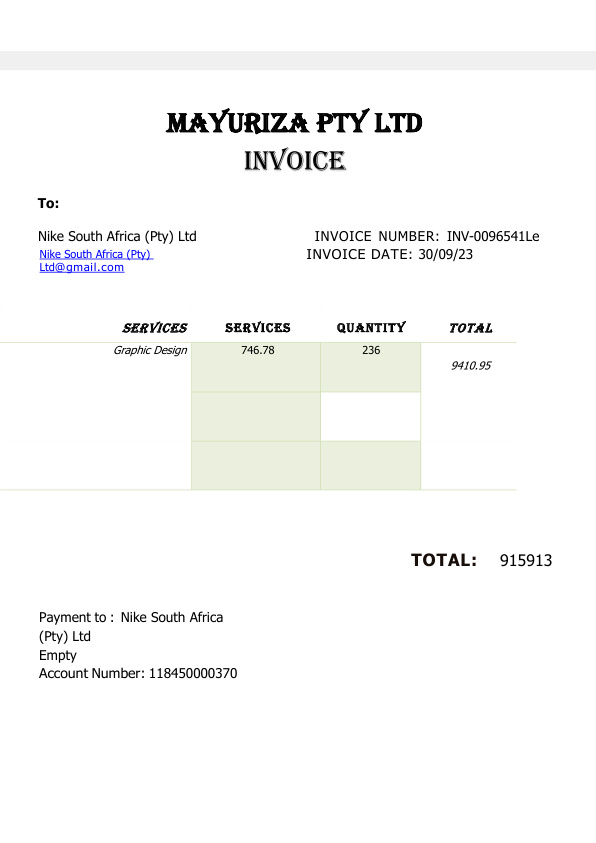 MAYURIZA PTY LTD
INVOICE
To:
Nike South Africa (Pty) Ltd
INVOICE NUMBER: INV-0096541Le
Nike South Africa (Pty)
Ltd@gmail.com
INVOICE DATE: 30/09/23
SERVICES SERVICES QUANTITY TOTAL
Graphic Design 746.78 236 9410.95
TOTAL: 915913
Payment to : Nike South Africa
(Pty) Ltd
Empty
Account Number: 118450000370